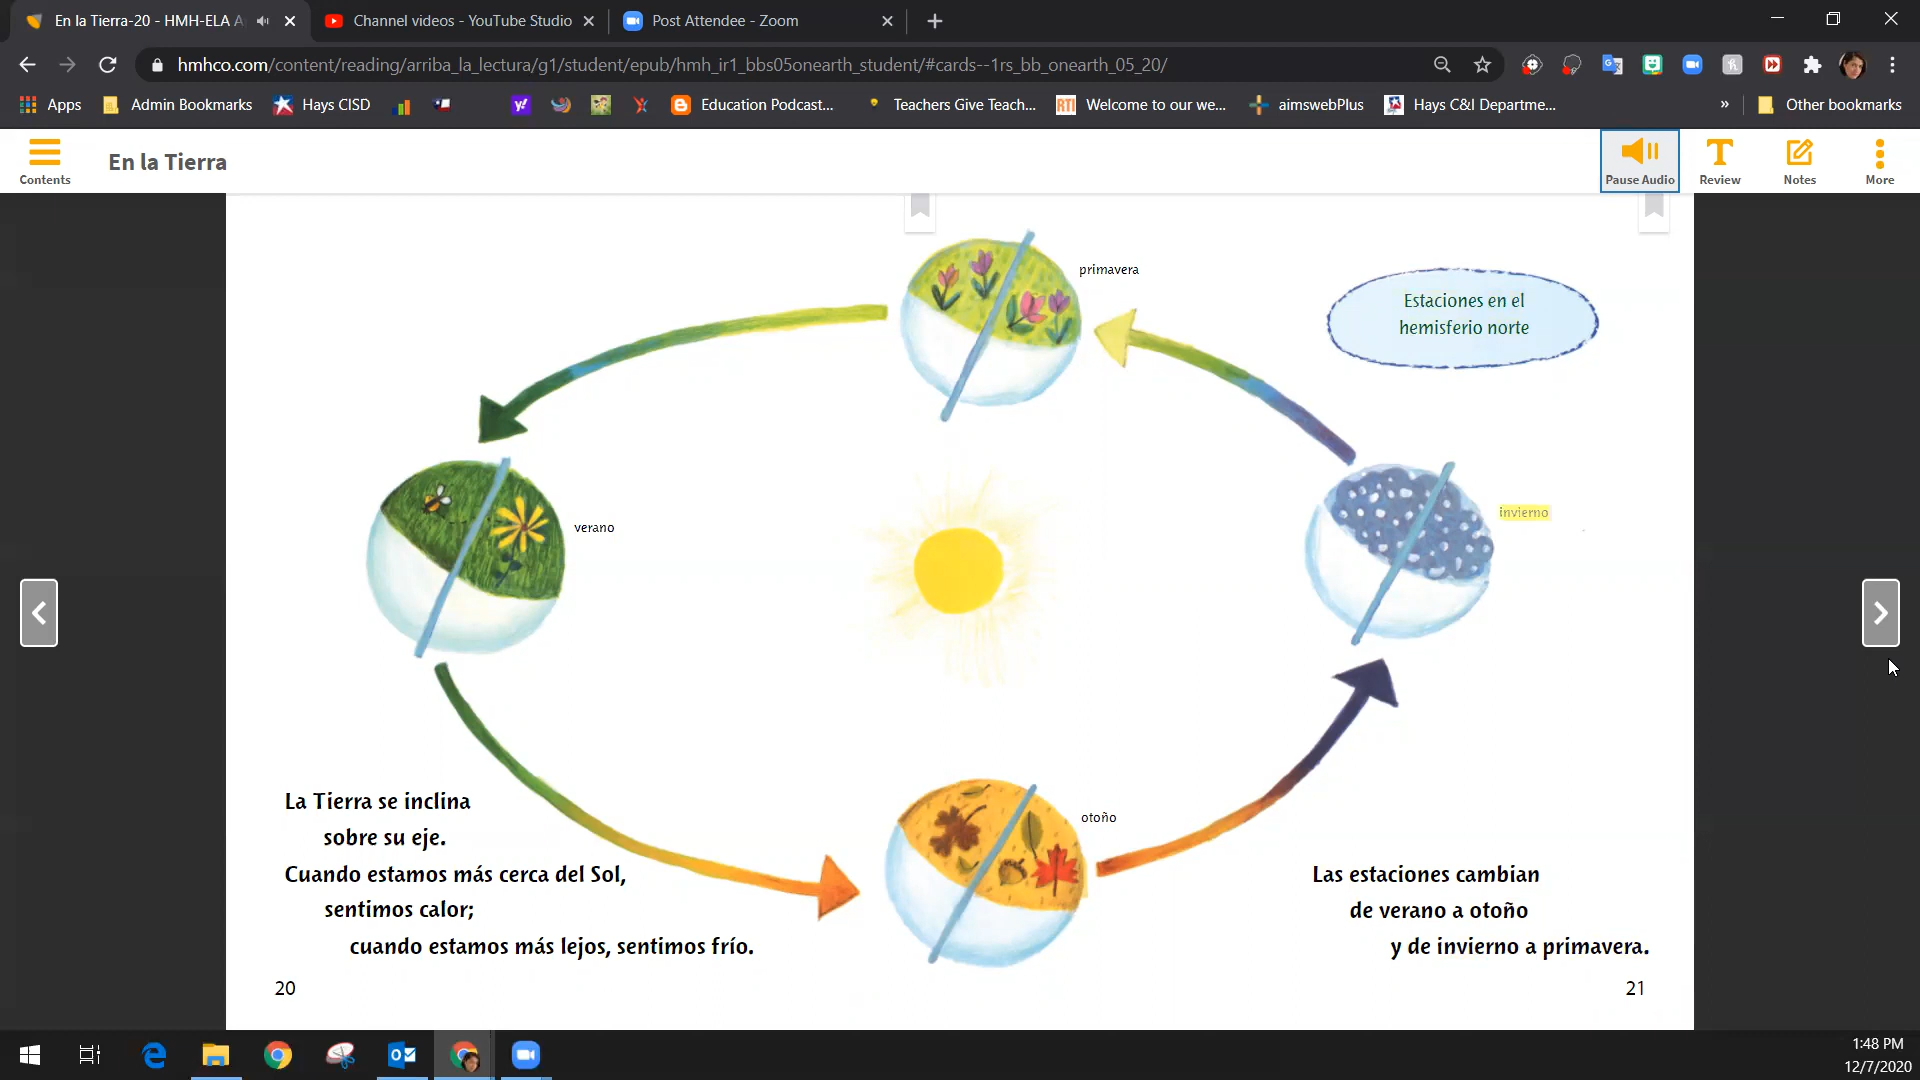 En la Tierra-20 - HMH-ELA A
Channel videos - YouTube Studio
Post Attendee - Zoom
hmhco.com/content/reading/arriba_la_lectura/g1/student/epub/hmh_ir1_bbs05onearth_student/#cards--1rs_bb_onearth_05_20/
Apps
Admin Bookmarks
Hays CISD
Education Podcast...
Teachers Give Teach...
RTI
Welcome to our we...
aimswebPlus
Hays C&I Departme...
»
Other bookmarks
Contents
En la Tierra
Pause Audio
Review
Notes
More
primavera
Estaciones en el
hemisferio norte
verano
invierno
otoño
La Tierra se inclina
sobre su eje.
Cuando estamos más cerca del Sol,
sentimos calor;
cuando estamos más lejos, sentimos frío.
Las estaciones cambian
de verano a otoño
y de invierno a primavera.
20
21
1:48 PM
12/7/2020